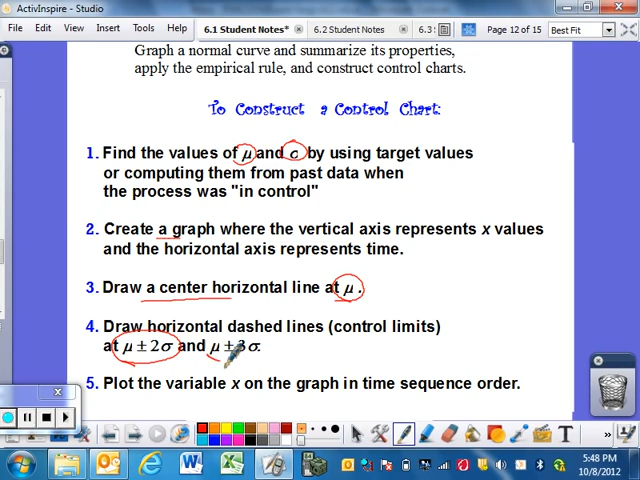 ActivInspire - Studio
File Edit View Insert Tools Help
6.1 Student Notes* 6.2 Student Notes 6.3 Page 12 of 15 Best Fit
Graph a normal curve and summarize its properties,
apply the empirical rule, and construct control charts.
To Construct a Control Chart:
1. Find the values of μ and σ by using target values
or computing them from past data when
the process was "in control"
2. Create a graph where the vertical axis represents x values
and the horizontal axis represents time.
3. Draw a center horizontal line at μ.
4. Draw horizontal dashed lines (control limits)
at μ ± 2σ and μ ± 3σ.
5. Plot the variable x on the graph in time sequence order.
5:48 PM
10/8/2012